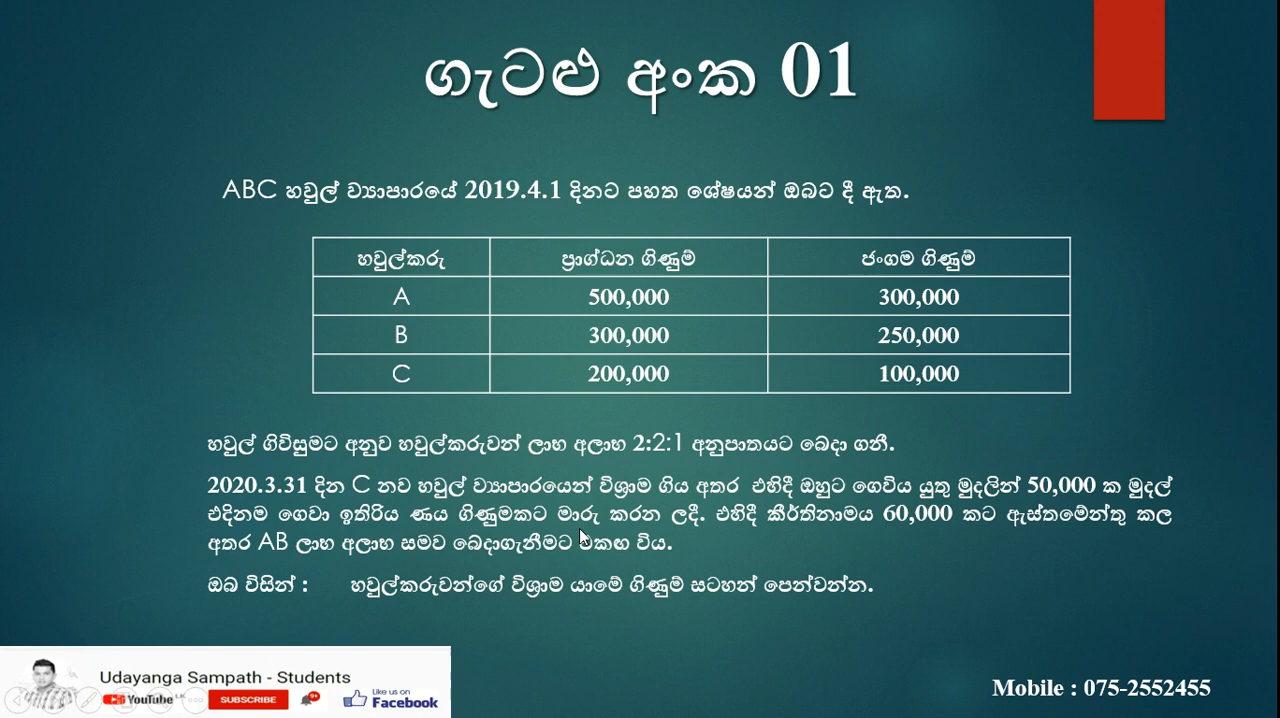 ගැටළු අංක 01
ABC හවුල් ව්‍යාපාරයේ 2019.4.1 දිනට පහත ශේෂයන් ඔබට දී ඇත.
හවුල්කරු ප්‍රාග්ධන ගිණුම් ජංගම ගිණුම්
A 500,000 300,000
B 300,000 250,000
C 200,000 100,000
හවුල් ගිවිසුමට අනුව හවුල්කරුවන් ලාභ අලාභ 2:2:1 අනුපාතයට බෙදා ගනී.
2020.3.31 දින C නව හවුල් ව්‍යාපාරයෙන් විශ්‍රාම ගිය අතර එහිදී ඔහුට ගෙවිය යුතු මුදලින් 50,000 ක මුදල්
එදිනම ගෙවා ඉතිරිය ණය ගිණුමකට මාරු කරන ලදී. එහිදී කීර්තිනාමය 60,000 කට ඇස්තමේන්තු කල
අතර AB ලාභ අලාභ සමව බෙදාගැනීමට එකඟ විය.
ඔබ විසින් : හවුල්කරුවන්ගේ විශ්‍රාම යාමේ ගිණුම් සටහන් පෙන්වන්න.
Udayanga Sampath - Students
YouTube LK SUBSCRIBE 9+ Like us on Facebook
Mobile : 075-2552455